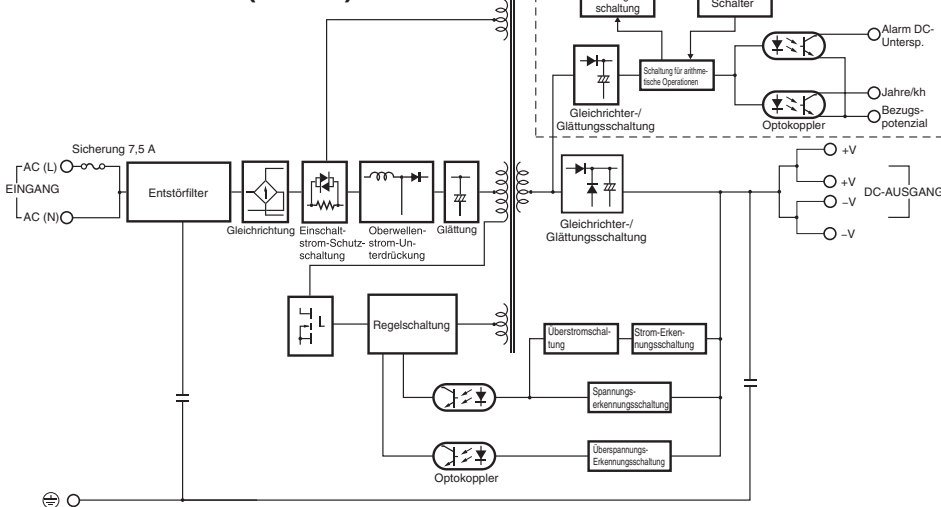 schaltung
Schalter
Alarm DC-
Untersp.
Schaltung für arithme-
tische Operationen
Jahre/kh
Gleichrichter-/
Glättungsschaltung
Bezugs-
potenzial
Optokoppler
Sicherung 7,5 A
+V
AC (L)
EINGANG
AC (N)
Entstörfilter
+V
DC-AUSGANG
–V
–V
Gleichrichtung
Einschalt-
strom-Schutz-
schaltung
Oberwellen-
strom-Un-
terdrückung
Glättung
Gleichrichter-/
Glättungsschaltung
Regelschaltung
Überstromschal-
tung
Strom-Erken-
nungsschaltung
Spannungs-
erkennungsschaltung
Überspannungs-
Erkennungsschaltung
Optokoppler